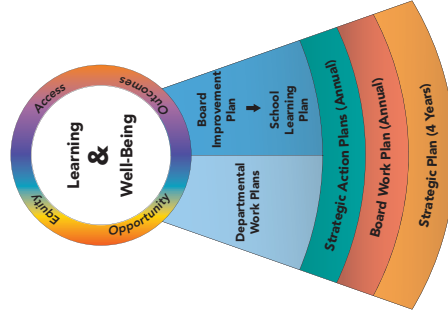 Access
Outcomes
Equity
Opportunity
Learning
&
Well-Being
Board
Improvement
Plan
School
Learning
Plan
Departmental
Work Plans
Strategic Action Plans (Annual)
Board Work Plan (Annual)
Strategic Plan (4 Years)